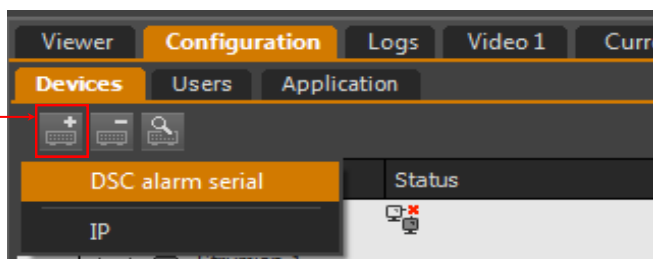 Viewer Configuration Logs Video 1
Devices Users Application
DSC alarm serial Status
IP